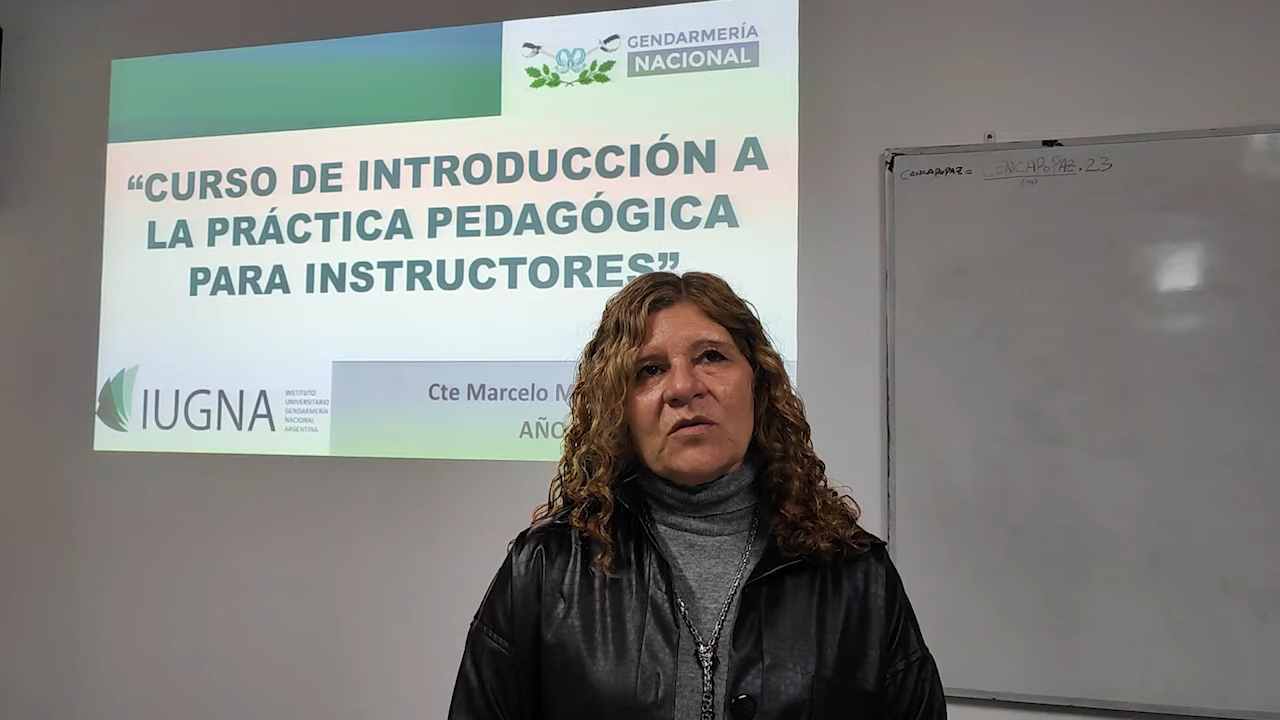 GENDARMERÍA
NACIONAL
“CURSO DE INTRODUCCIÓN A
LA PRÁCTICA PEDAGÓGICA
PARA INSTRUCTORES”
Cte Marcelo M
AÑO
IUGNA
INSTITUTO
UNIVERSITARIO
GENDARMERÍA
NACIONAL
ARGENTINA
CENCAPOPAZ = CENCAPOPAZ.23